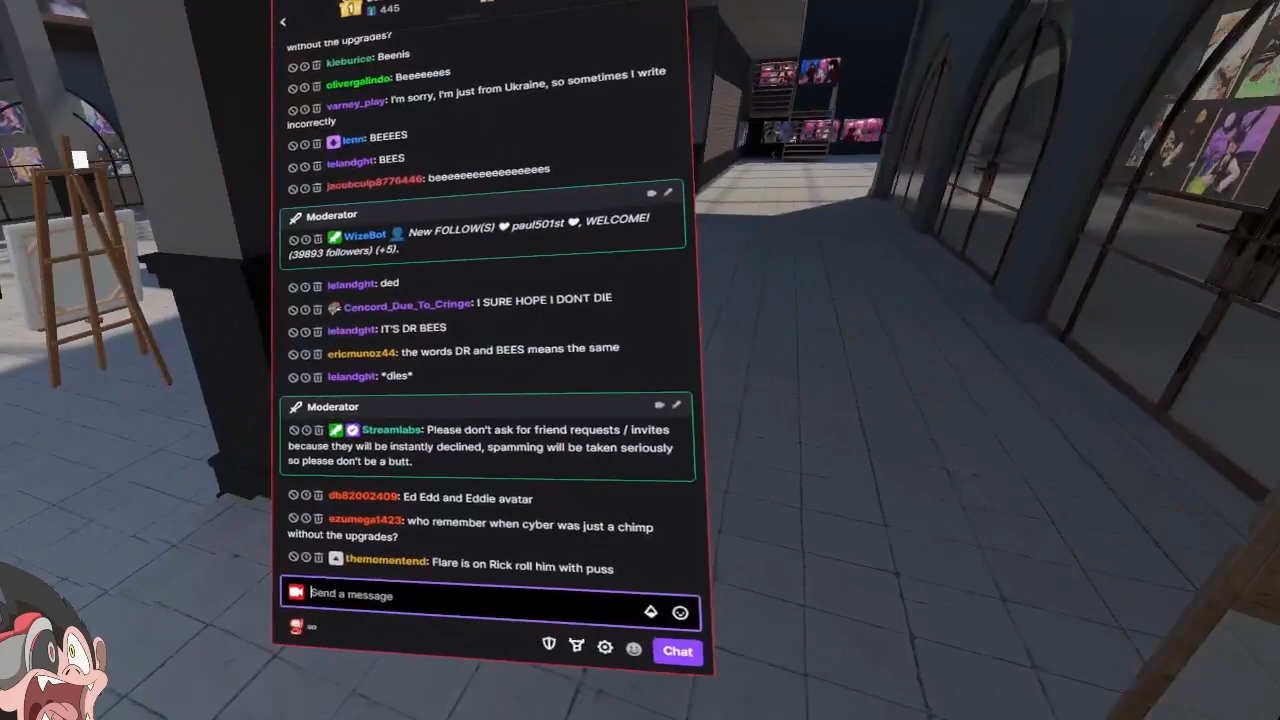 445
without the upgrades?
kieburice: Beenis
olivergalindo: Beeeeeees
varney_play: I'm sorry, I'm just from Ukraine, so sometimes I write
incorrectly
lenn: BEEEES
lelandght: BEES
jacobculp8776446: beeeeeeeeeeeeeeeeee
Moderator
WizeBot New FOLLOW(S) ❤ paul501st ❤, WELCOME!
(39893 followers) (+5).
lelandght: ded
Cencord_Due_To_Cringe: I SURE HOPE I DONT DIE
lelandght: IT'S DR BEES
ericmunoz44: the words DR and BEES means the same
lelandght: *dies*
Moderator
Streamlabs: Please don't ask for friend requests / invites
because they will be instantly declined, spamming will be taken seriously
so please don't be a butt.
db82002409: Ed Edd and Eddie avatar
ezumega1423: who remember when cyber was just a chimp
without the upgrades?
themomentend: Flare is on Rick roll him with puss
Send a message
Chat